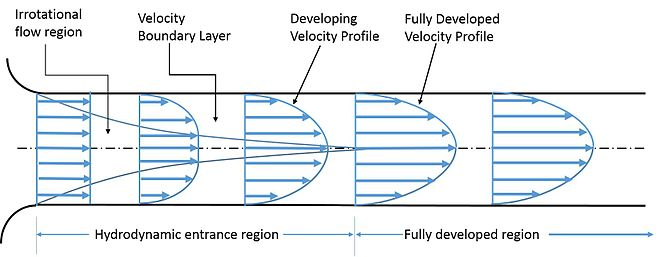 Irrotational
flow region
Velocity
Boundary Layer
Developing
Velocity Profile
Fully Developed
Velocity Profile
Hydrodynamic entrance region
Fully developed region